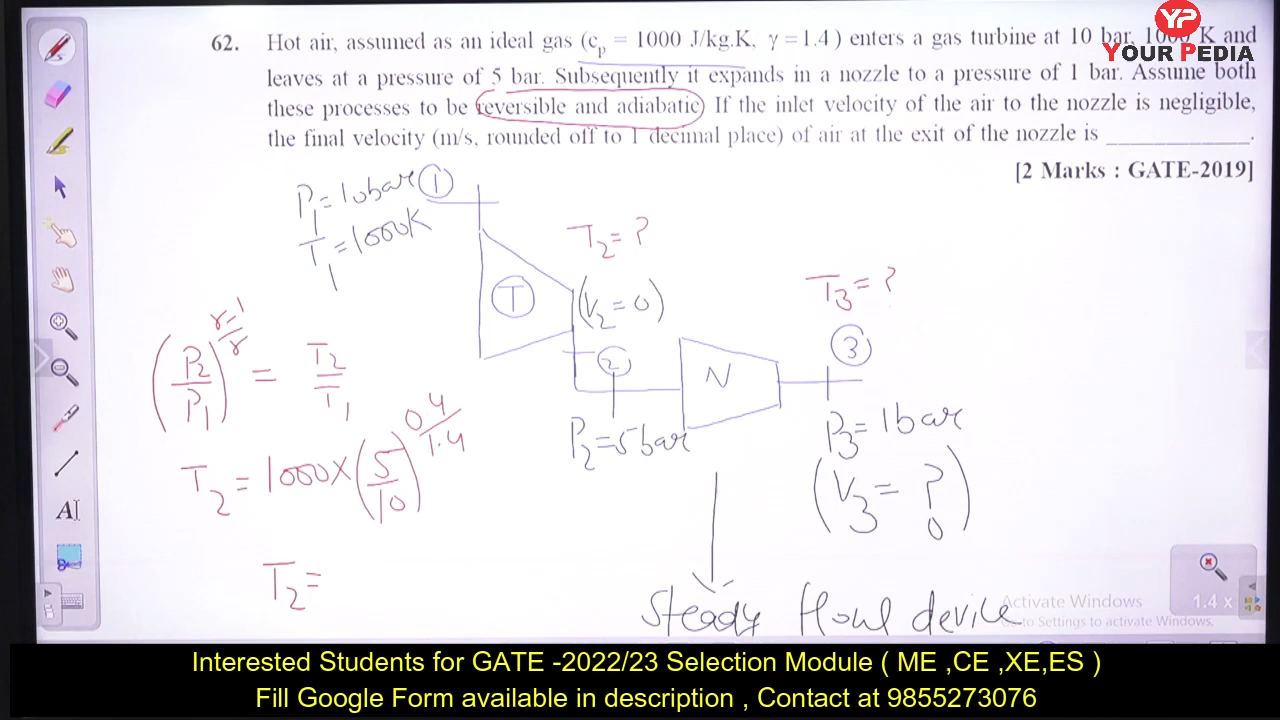 YP
YOUR PEDIA
62. Hot air, assumed as an ideal gas (cp = 1000 J/kg.K, γ = 1.4 ) enters a gas turbine at 10 bar, 1000 K and
leaves at a pressure of 5 bar. Subsequently it expands in a nozzle to a pressure of 1 bar. Assume both
these processes to be reversible and adiabatic. If the inlet velocity of the air to the nozzle is negligible,
the final velocity (m/s, rounded off to 1 decimal place) of air at the exit of the nozzle is ____________.
[2 Marks : GATE-2019]
P1 = 10bar 1
T1 = 1000K
T2 = ?
T
(V2 = 0)
T3 = ?
3
2
N
(P2/P1)^(γ-1/γ) = T2/T1
P2 = 5bar
P3 = 1bar
T2 = 1000 × (5/10)^(0.4/1.4)
(V3 = ?)
T2 =
Steady flow device
AI
1.4 x
Activate Windows
Go to Settings to activate Windows.
Interested Students for GATE -2022/23 Selection Module ( ME ,CE ,XE,ES )
Fill Google Form available in description , Contact at 9855273076